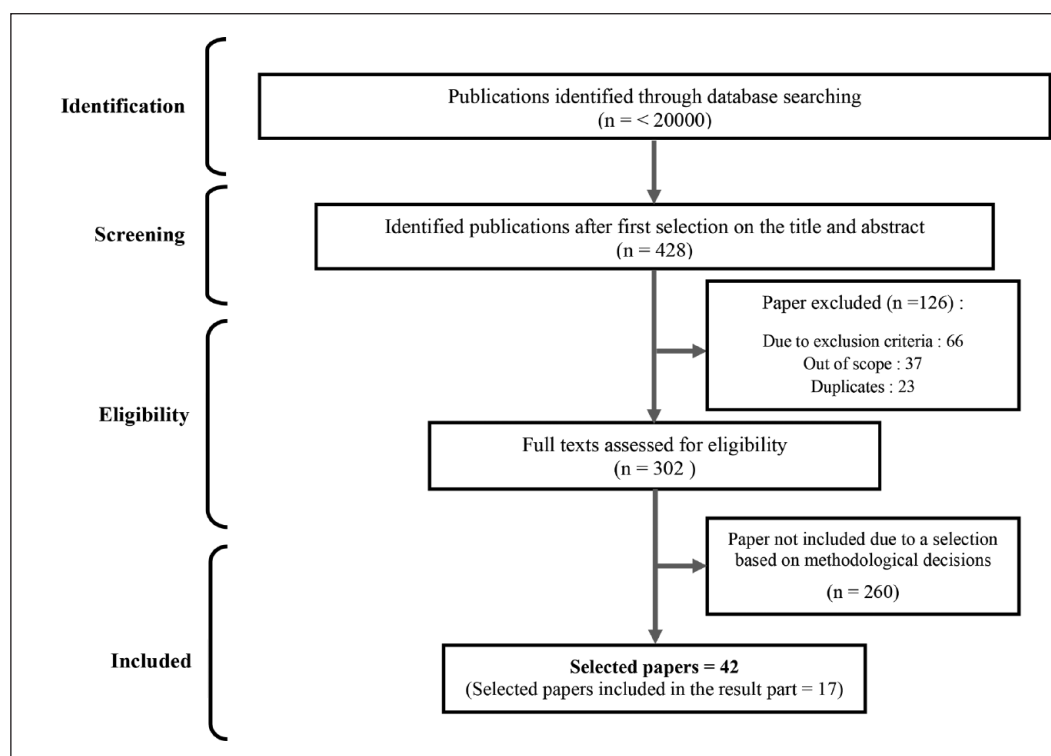 Identification
Publications identified through database searching
(n = < 20000)
Screening
Identified publications after first selection on the title and abstract
(n = 428)
Paper excluded (n =126) :
Due to exclusion criteria : 66
Out of scope : 37
Duplicates : 23
Eligibility
Full texts assessed for eligibility
(n = 302 )
Paper not included due to a selection
based on methodological decisions
(n = 260)
Included
Selected papers = 42
(Selected papers included in the result part = 17)